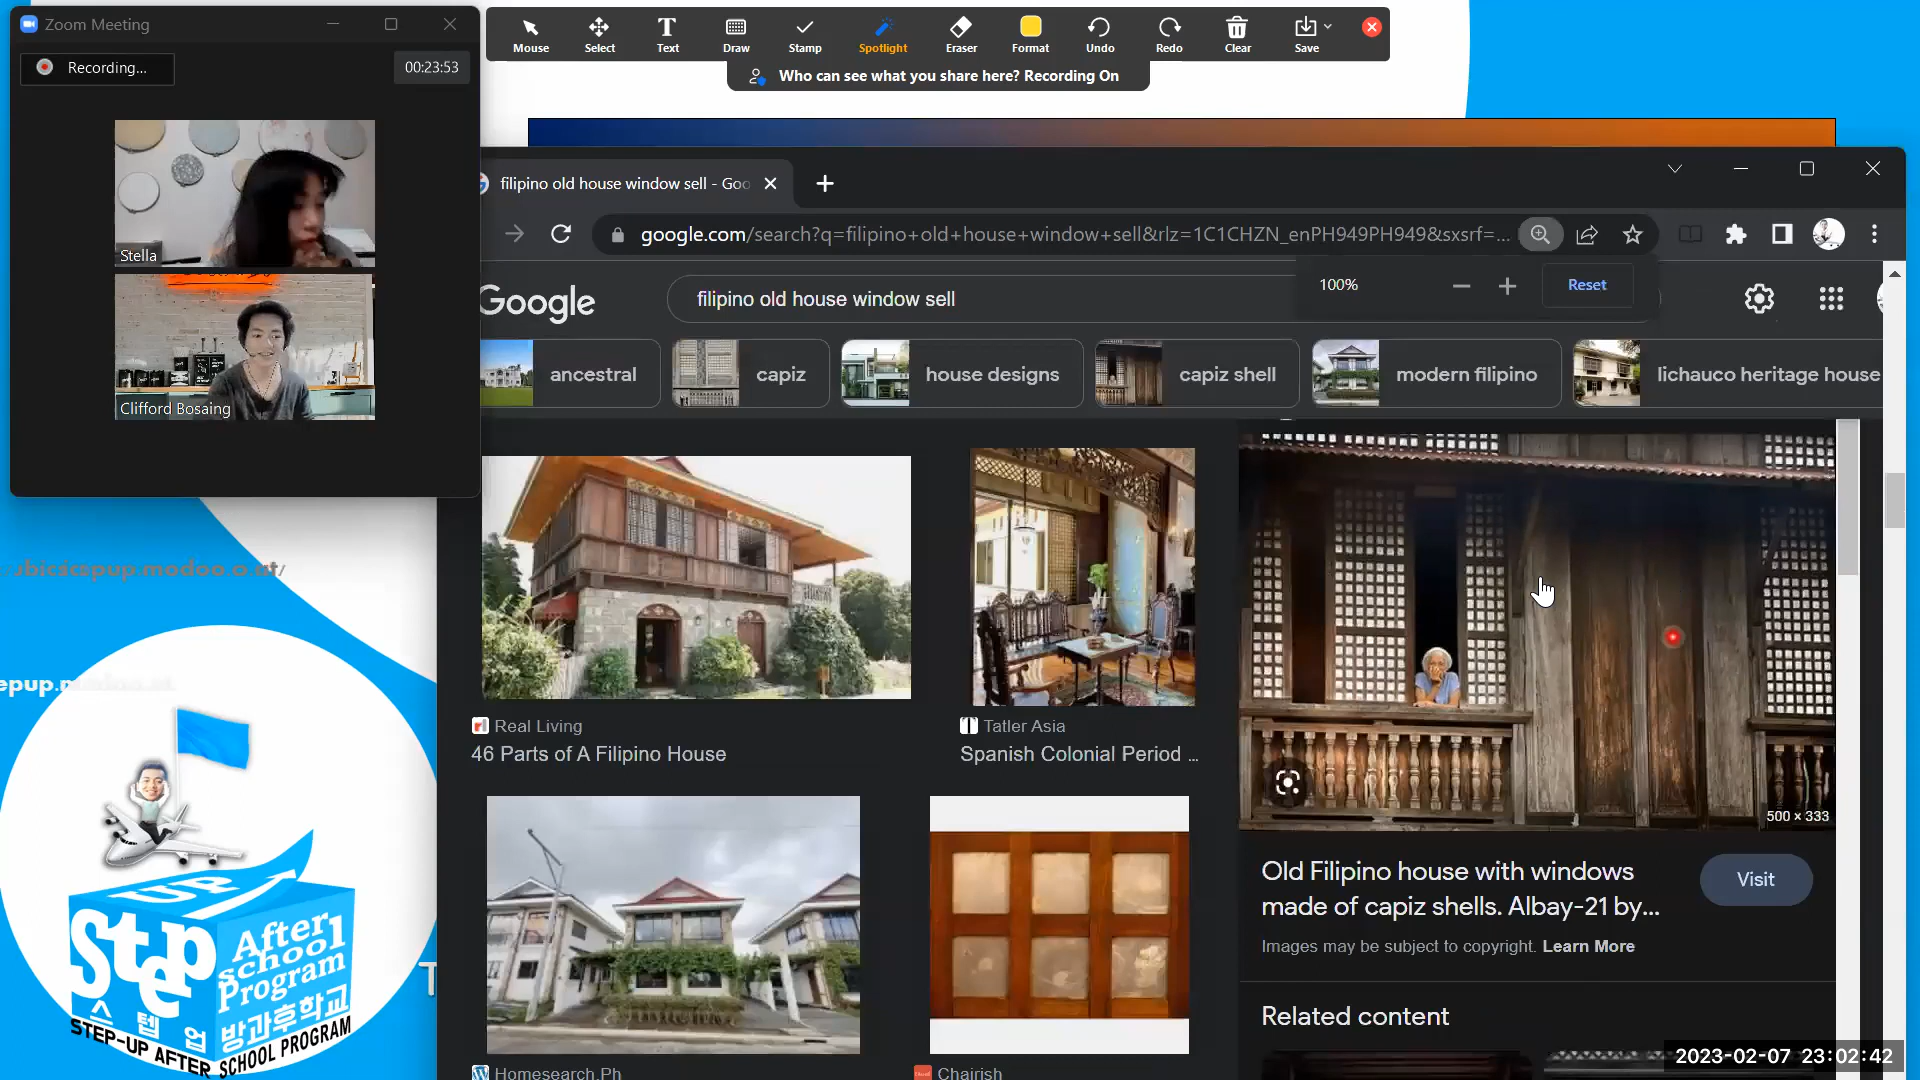 Zoom Meeting
Recording...
00:23:53
Stella
Clifford Bosaing
Mouse
Select
Text
Draw
Stamp
Spotlight
Eraser
Format
Undo
Redo
Clear
Save
Who can see what you share here? Recording On
filipino old house window sell - Goo
google.com/search?q=filipino+old+house+window+sell&rlz=1C1CHZN_enPH949PH949&sxsrf=...
100%
Reset
Google
filipino old house window sell
ancestral
capiz
house designs
capiz shell
modern filipino
lichauco heritage house
Real Living
46 Parts of A Filipino House
Tatler Asia
Spanish Colonial Period ...
500 × 333
Old Filipino house with windows
made of capiz shells. Albay-21 by...
Visit
Images may be subject to copyright. Learn More
Related content
Homesearch.Ph
Chairish
UP
Step
After
school
Program
스텝업
방과후학교
STEP-UP AFTER SCHOOL PROGRAM
T
2023-02-07 23:02:42